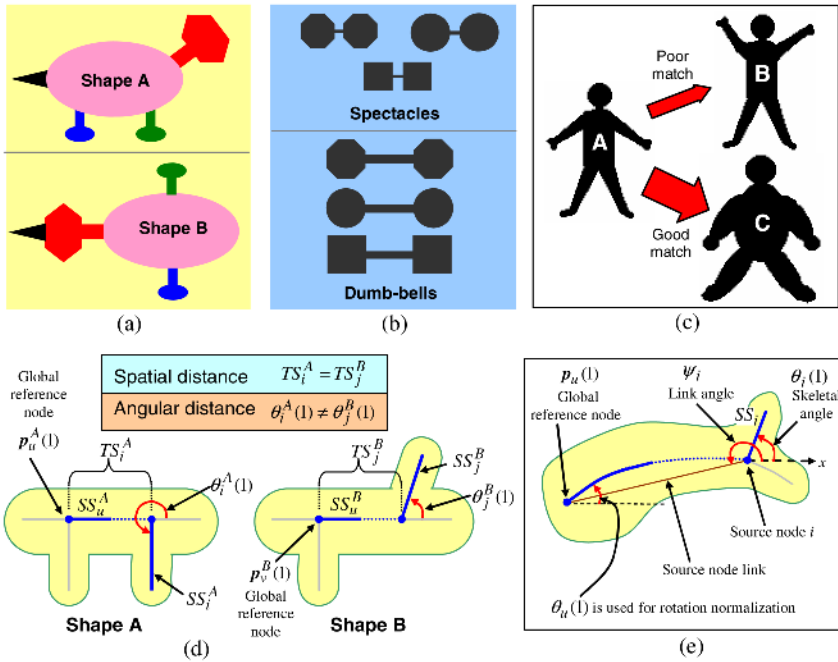 Shape A
Shape B
(a)
Spectacles
Dumb-bells
(b)
Poor
match
A
B
C
Good
match
(c)
Global
reference
node
p_u^A(1)
Spatial distance TS_i^A = TS_j^B
Angular distance θ_i^A(1) ≠ θ_j^B(1)
TS_i^A
θ_i^A(1)
SS_u^A
SS_i^A
Shape A
TS_j^B
SS_j^B
SS_u^B
θ_j^B(1)
p_v^B(1)
Global
reference
node
Shape B
(d)
p_u(1)
Global
reference node
ψ_i
Link angle
θ_i(1)
Skeletal
angle
SS_i
x
Source node i
Source node link
θ_u(1) is used for rotation normalization
(e)